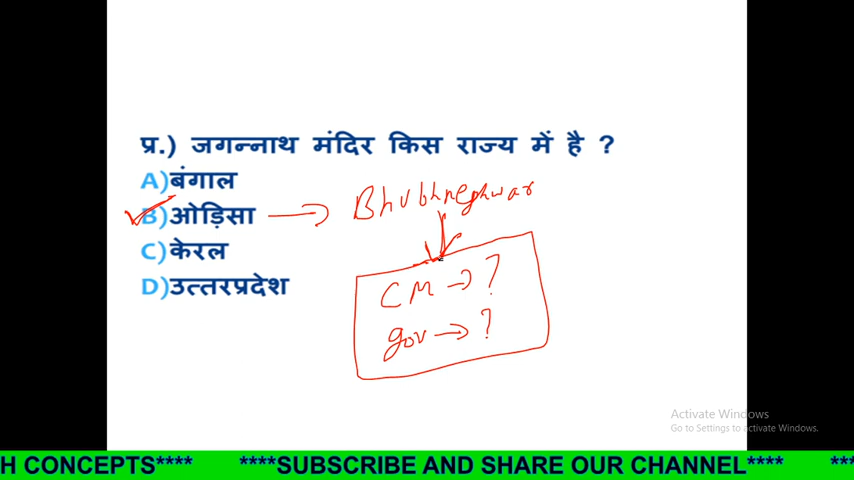 प्र.) जगन्नाथ मंदिर किस राज्य में है ?
A)बंगाल
B)ओड़िसा → Bhubhneshwar
C)केरल
D)उत्तरप्रदेश
CM → ?
gov → ?
Activate Windows
Go to Settings to activate Windows.
H CONCEPTS**** ****SUBSCRIBE AND SHARE OUR CHANNEL**** ***